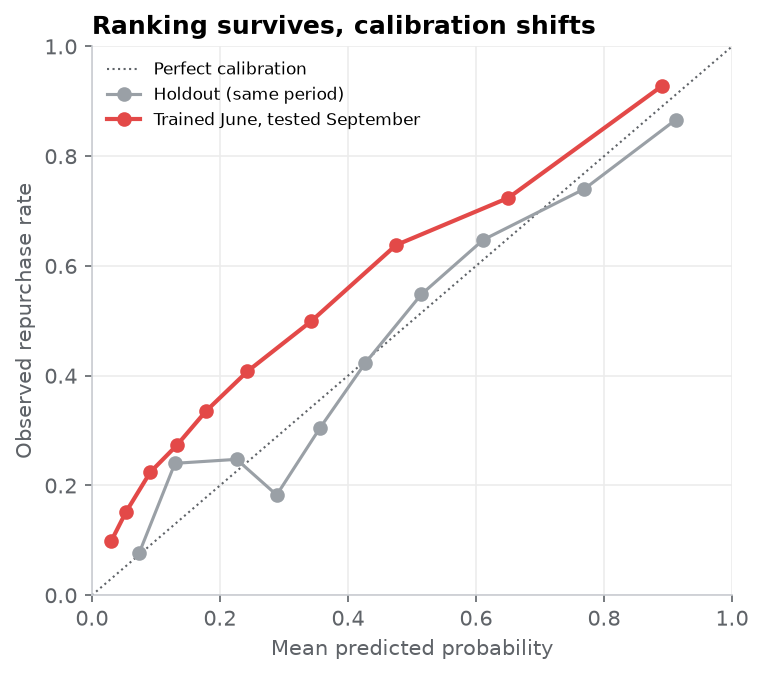 Ranking survives, calibration shifts
Perfect calibration
Holdout (same period)
Trained June, tested September
Observed repurchase rate
1.0
0.8
0.6
0.4
0.2
0.0
0.0 0.2 0.4 0.6 0.8 1.0
Mean predicted probability